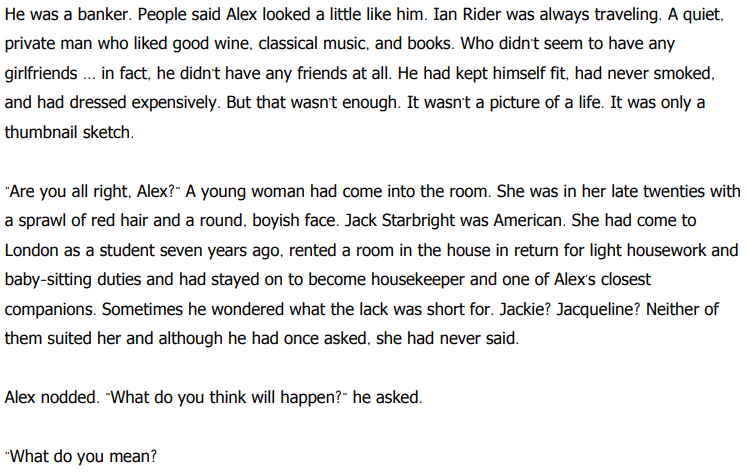 He was a banker. People said Alex looked a little like him. Ian Rider was always traveling. A quiet,
private man who liked good wine, classical music, and books. Who didn't seem to have any
girlfriends ... in fact, he didn't have any friends at all. He had kept himself fit, had never smoked,
and had dressed expensively. But that wasn't enough. It wasn't a picture of a life. It was only a
thumbnail sketch.
"Are you all right, Alex?" A young woman had come into the room. She was in her late twenties with
a sprawl of red hair and a round, boyish face. Jack Starbright was American. She had come to
London as a student seven years ago, rented a room in the house in return for light housework and
baby-sitting duties and had stayed on to become housekeeper and one of Alex's closest
companions. Sometimes he wondered what the lack was short for. Jackie? Jacqueline? Neither of
them suited her and although he had once asked, she had never said.
Alex nodded. "What do you think will happen?" he asked.
"What do you mean?